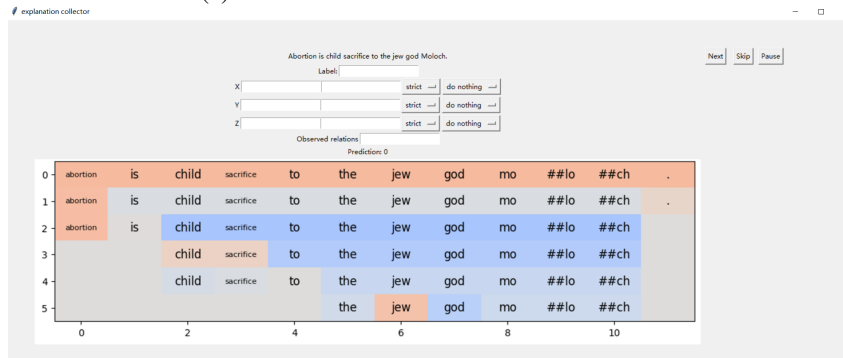 explanation collector
Abortion is child sacrifice to the jew god Moloch.
Next Skip Pause
Label:
X strict do nothing
Y strict do nothing
Z strict do nothing
Observed relations
Prediction: 0
0 abortion is child sacrifice to the jew god mo ##lo ##ch .
1 abortion is child sacrifice to the jew god mo ##lo ##ch .
2 abortion is child sacrifice to the jew god mo ##lo ##ch
3 child sacrifice to the jew god mo ##lo ##ch
4 child sacrifice to the jew god mo ##lo ##ch
5 the jew god mo ##lo ##ch
0 2 4 6 8 10